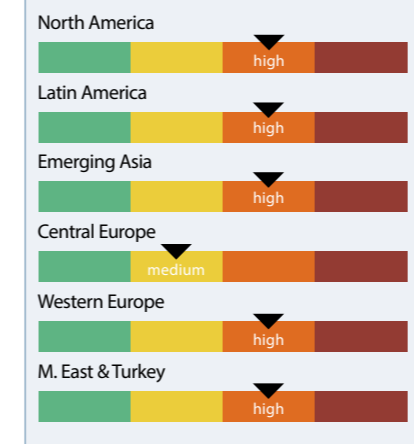 North America
high
Latin America
high
Emerging Asia
high
Central Europe
medium
Western Europe
high
M. East & Turkey
high